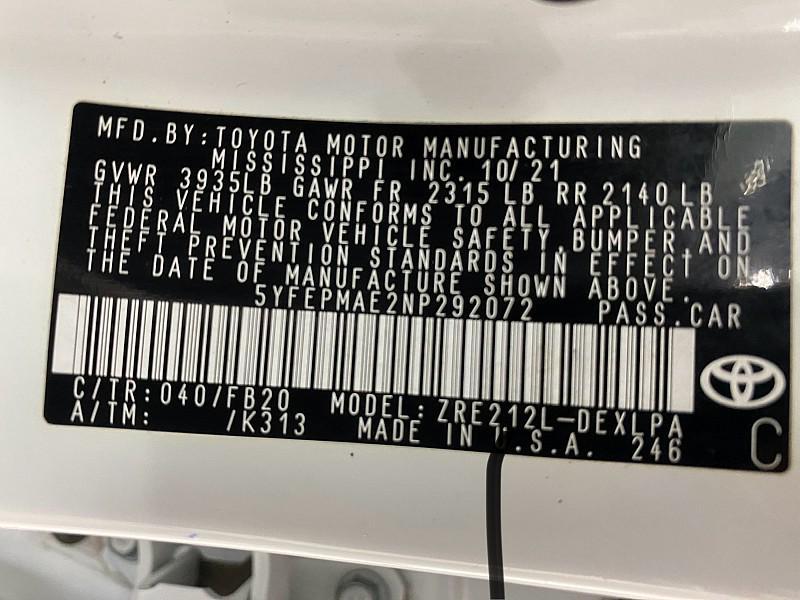 MFD.BY:TOYOTA MOTOR MANUFACTURING
MISSISSIPPI INC. 10/21
GVWR 3935LB GAWR FR 2315 LB RR 2140 LB
THIS VEHICLE CONFORMS TO ALL APPLICABLE
FEDERAL MOTOR VEHICLE SAFETY,BUMPER,AND
THEFT PREVENTION STANDARDS IN EFFECT ON
THE DATE OF MANUFACTURE SHOWN ABOVE.
5YFEPMAE2NP292072 PASS.CAR
C/TR:040/FB20 MODEL:ZRE212L-DEXLPA
A/TM: /K313 MADE IN U.S.A. 246
C